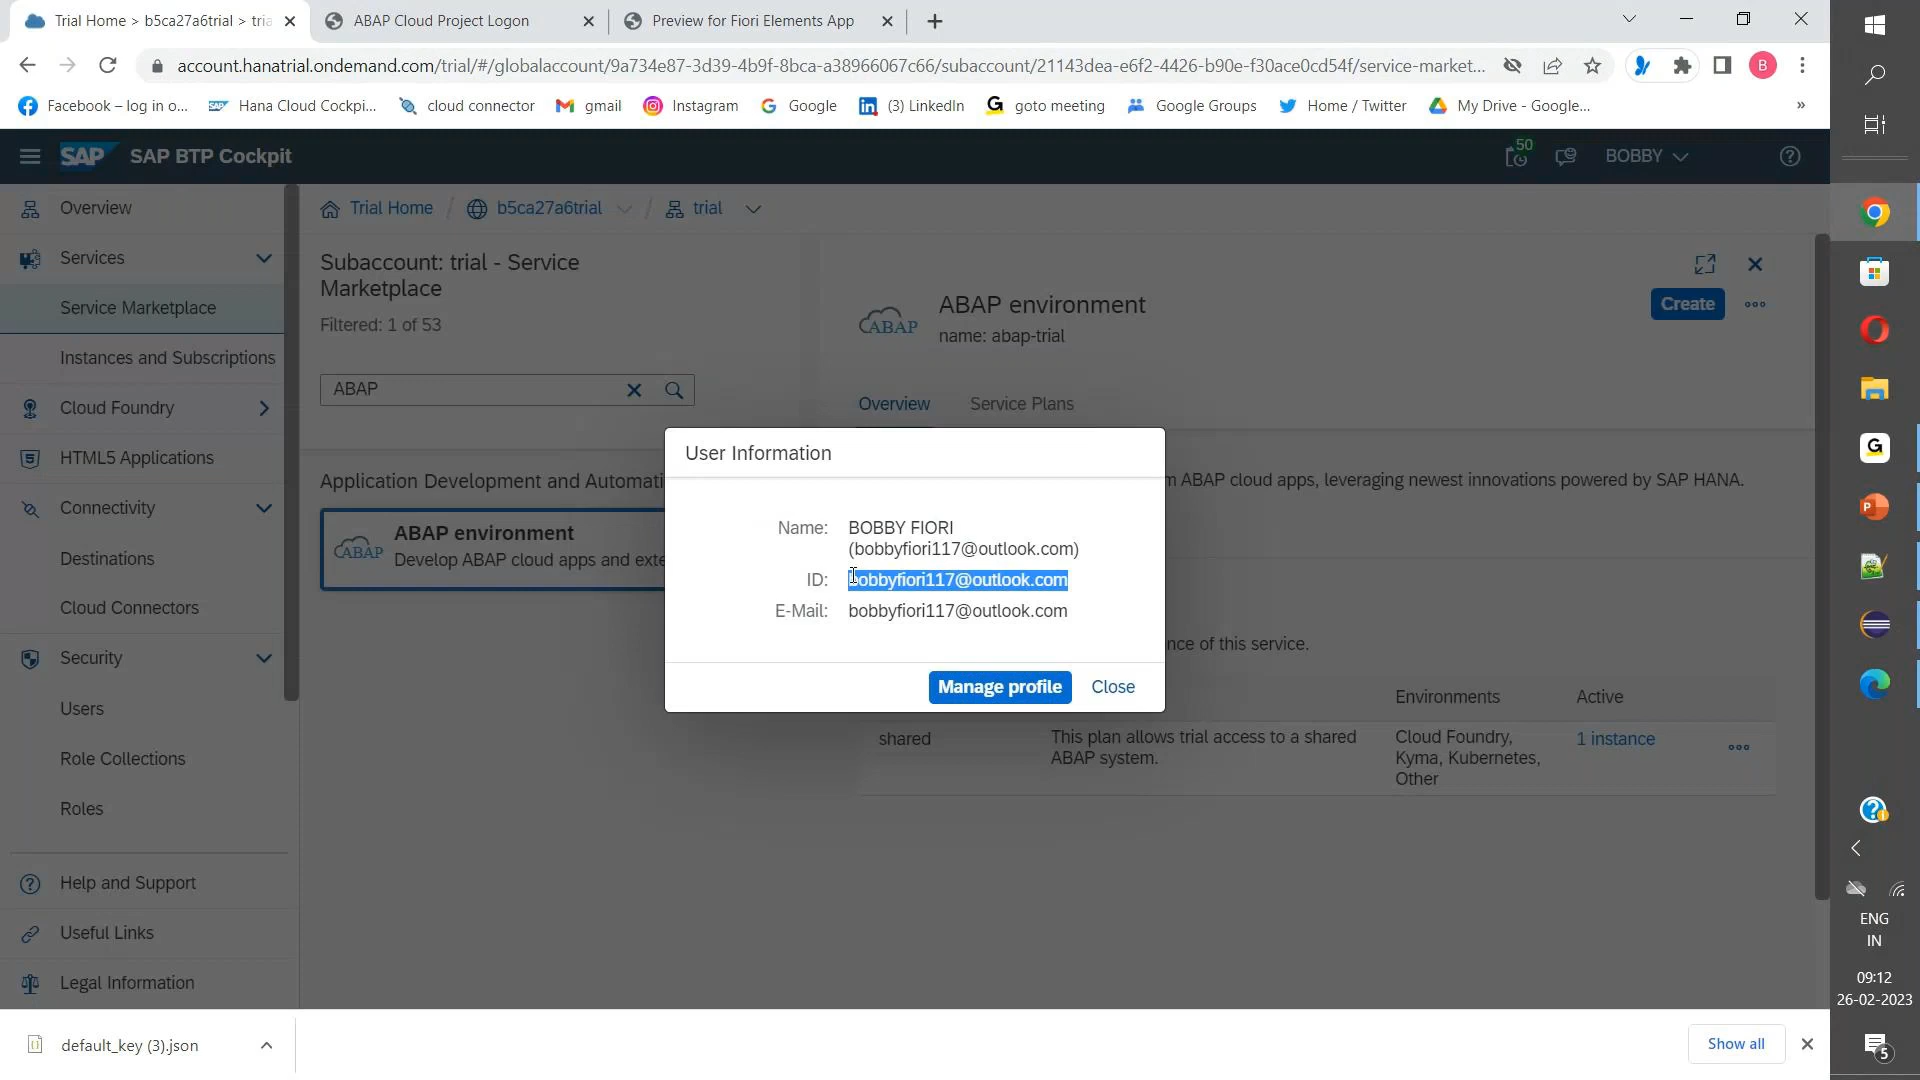 Trial Home > b5ca27a6trial > tria
ABAP Cloud Project Logon
Preview for Fiori Elements App
account.hanatrial.ondemand.com/trial/#/globalaccount/9a734e87-3d39-4b9f-8bca-a38966067c66/subaccount/21143dea-e6f2-4426-b90e-f30ace0cd54f/service-market...
B
Facebook – log in o...
Hana Cloud Cockpi...
cloud connector
gmail
Instagram
Google
(3) LinkedIn
goto meeting
Google Groups
Home / Twitter
My Drive - Google...
»
SAP SAP BTP Cockpit
50
BOBBY
Overview
Services
Service Marketplace
Instances and Subscriptions
Cloud Foundry
HTML5 Applications
Connectivity
Destinations
Cloud Connectors
Security
Users
Role Collections
Roles
Help and Support
Useful Links
Legal Information
Trial Home / b5ca27a6trial / trial
Subaccount: trial - Service
Marketplace
Filtered: 1 of 53
ABAP
Application Development and Automati
ABAP
ABAP environment
Develop ABAP cloud apps and exte
ABAP
ABAP environment
name: abap-trial
Create
Overview
Service Plans
m ABAP cloud apps, leveraging newest innovations powered by SAP HANA.
nce of this service.
Environments
Active
shared
This plan allows trial access to a shared
ABAP system.
Cloud Foundry,
Kyma, Kubernetes,
Other
1 instance
User Information
Name: BOBBY FIORI
(bobbyfiori117@outlook.com)
ID: bobbyfiori117@outlook.com
E-Mail: bobbyfiori117@outlook.com
Manage profile
Close
default_key (3).json
Show all
ENG
IN
09:12
26-02-2023
5